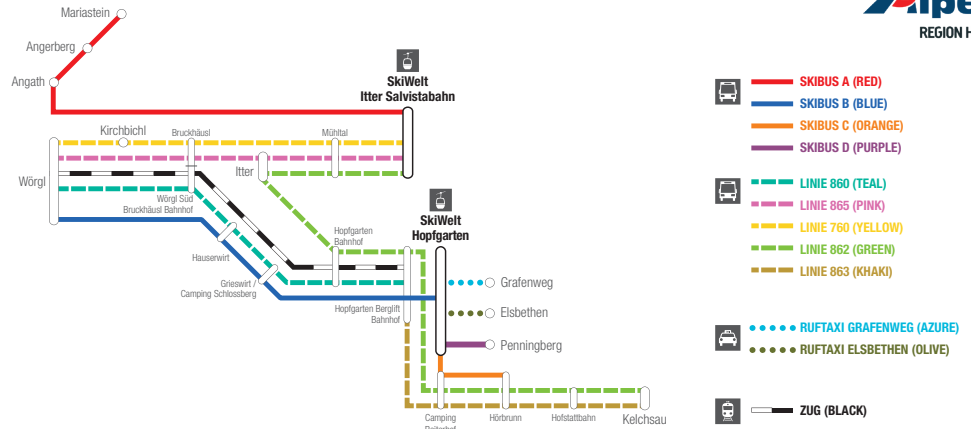 Mariastein
Angerberg
Angath
SkiWelt
Itter Salvistabahn
Kirchbichl
Bruckhäusl
Mühltal
Itter
Wörgl
Wörgl Süd
Bruckhäusl Bahnhof
SkiWelt
Hopfgarten
Hopfgarten
Bahnhof
Hauserwirt
Grieswirt /
Camping Schlossberg
Hopfgarten Berglift
Bahnhof
Grafenweg
Elsbethen
Penningberg
Camping
Hörbrunn
Hofstattbahn
Kelchsau
REGION H
SKIBUS A (RED)
SKIBUS B (BLUE)
SKIBUS C (ORANGE)
SKIBUS D (PURPLE)
LINIE 860 (TEAL)
LINIE 865 (PINK)
LINIE 760 (YELLOW)
LINIE 862 (GREEN)
LINIE 863 (KHAKI)
RUFTAXI GRAFENWEG (AZURE)
RUFTAXI ELSBETHEN (OLIVE)
ZUG (BLACK)